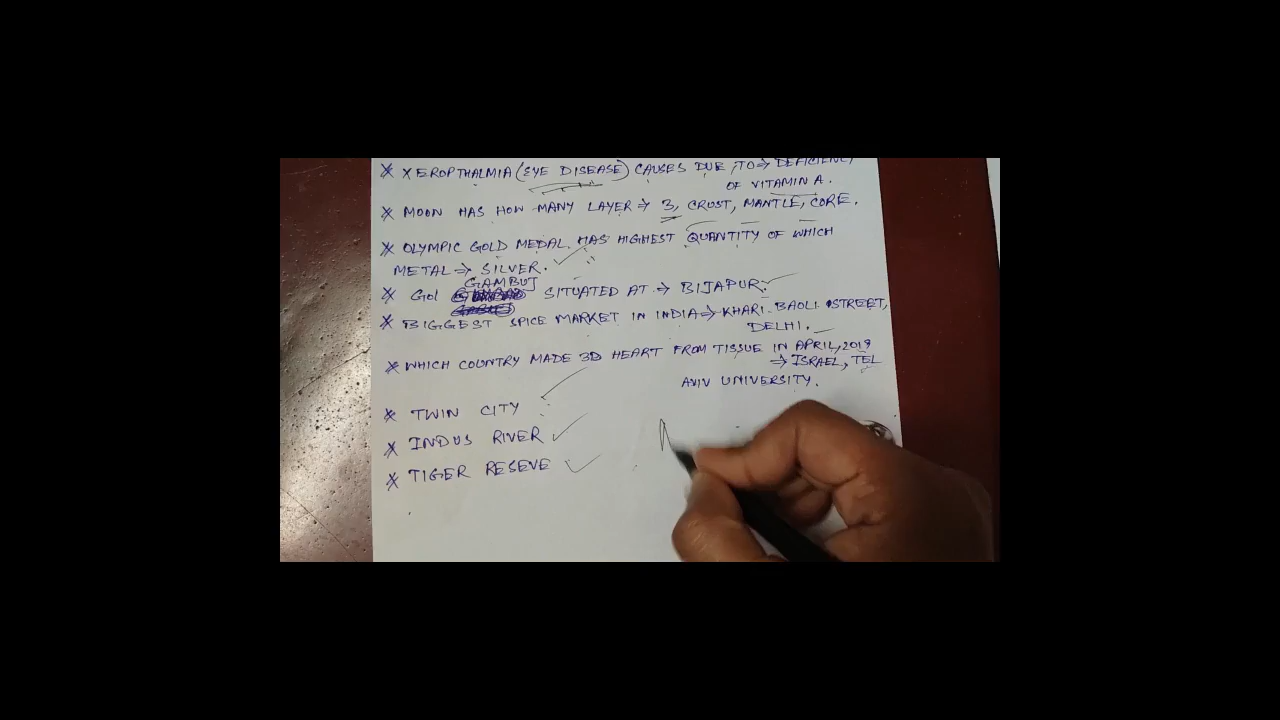 * XEROPTHALMIA (EYE DISEASE) CAUSES DUE TO → DEFICIENCY
OF VITAMIN A.
* MOON HAS HOW MANY LAYER → 3, CRUST, MANTLE, CORE.
* OLYMPIC GOLD MEDAL HAS HIGHEST QUANTITY OF WHICH
METAL → SILVER.
* GOl GAMBUJ SITUATED AT → BIJAPUR.
* BIGGEST SPICE MARKET IN INDIA → KHARI BAOLI STREET,
DELHI.
* WHICH COUNTRY MADE 3D HEART FROM TISSUE IN APRIL, 2019
→ ISRAEL, TEL
AVIV UNIVERSITY.
* TWIN CITY
* INDUS RIVER
* TIGER RESEVE